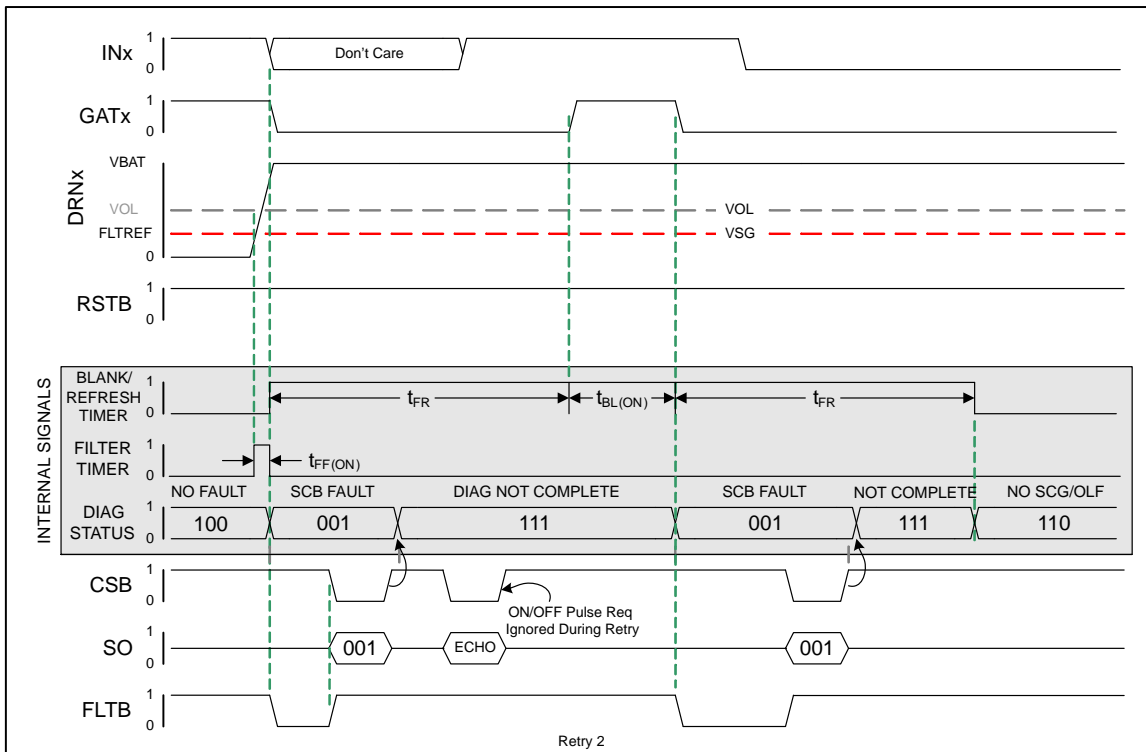 INx
1
0
Don't Care
GATx
1
0
DRNx
VBAT
VOL
VOL
FLTREF
VSG
0
RSTB
1
0
INTERNAL SIGNALS
BLANK/
REFRESH
TIMER
1
0
tFR
tBL(ON)
tFR
FILTER
TIMER
1
0
tFF(ON)
NO FAULT
SCB FAULT
DIAG NOT COMPLETE
SCB FAULT
NOT COMPLETE
NO SCG/OLF
DIAG
STATUS
1
0
100
001
111
001
111
110
CSB
1
0
ON/OFF Pulse Req
Ignored During Retry
SO
1
0
001
ECHO
001
FLTB
1
0
Retry 2